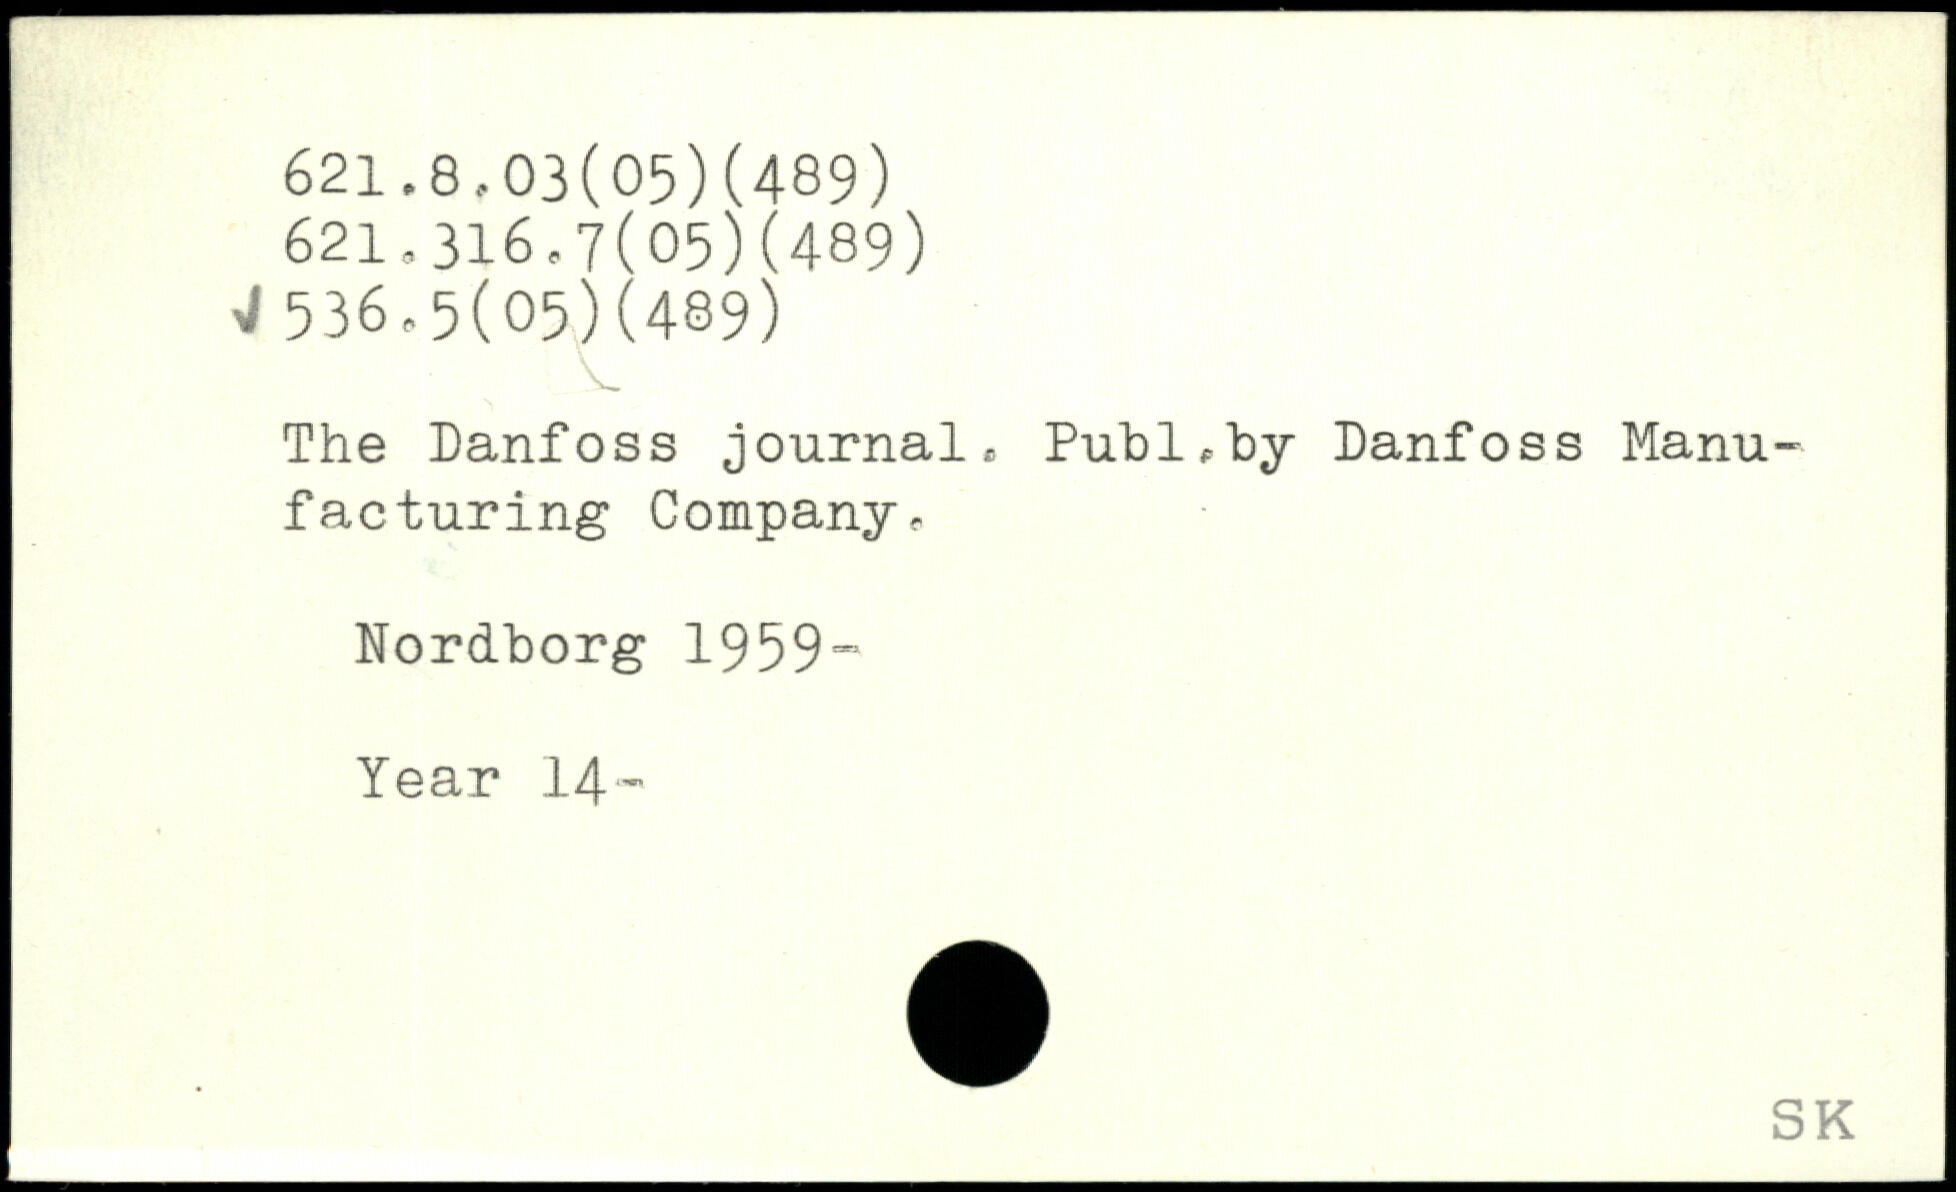 621.8.03(05)(489)
621.316.7(05)(489)
✓ 536.5(05)(489)
The Danfoss journal. Publ.by Danfoss Manu-
facturing Company.
Nordborg 1959-
Year 14-
SK